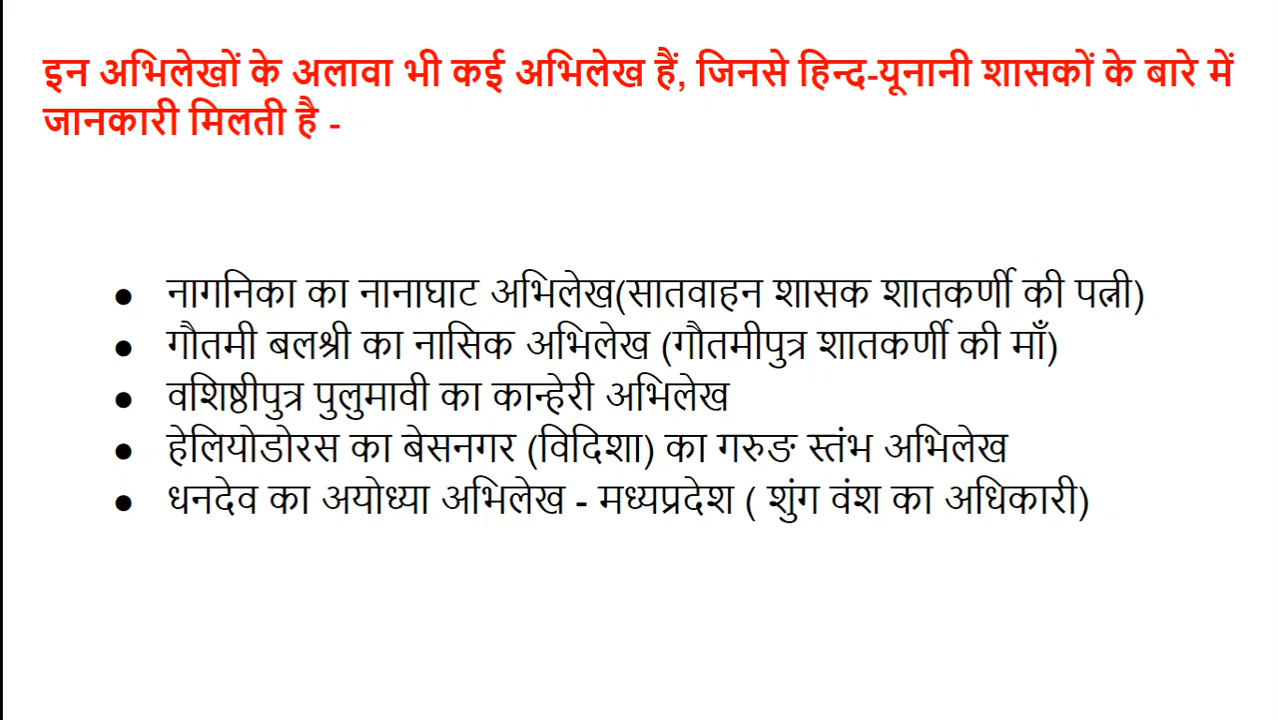 इन अभिलेखों के अलावा भी कई अभिलेख हैं, जिनसे हिन्द-यूनानी शासकों के बारे में
जानकारी मिलती है -
● नागनिका का नानाघाट अभिलेख(सातवाहन शासक शातकर्णी की पत्नी)
● गौतमी बलश्री का नासिक अभिलेख (गौतमीपुत्र शातकर्णी की माँ)
● वशिष्ठीपुत्र पुलुमावी का कान्हेरी अभिलेख
● हेलियोडोरस का बेसनगर (विदिशा) का गरुङ स्तंभ अभिलेख
● धनदेव का अयोध्या अभिलेख - मध्यप्रदेश ( शुंग वंश का अधिकारी)